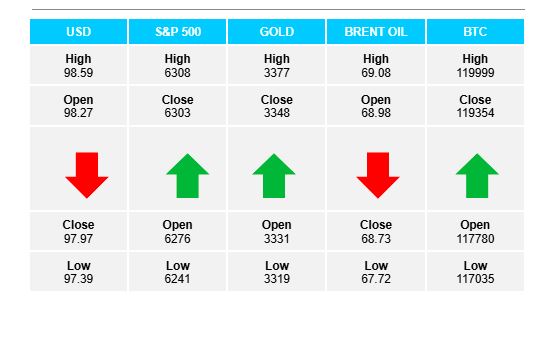 USD S&P 500 GOLD BRENT OIL BTC
High High High High High
98.59 6308 3377 69.08 119999
Open Close Close Open Close
98.27 6303 3348 68.98 119354
Close Open Open Close Open
97.97 6276 3331 68.73 117780
Low Low Low Low Low
97.39 6241 3319 67.72 117035